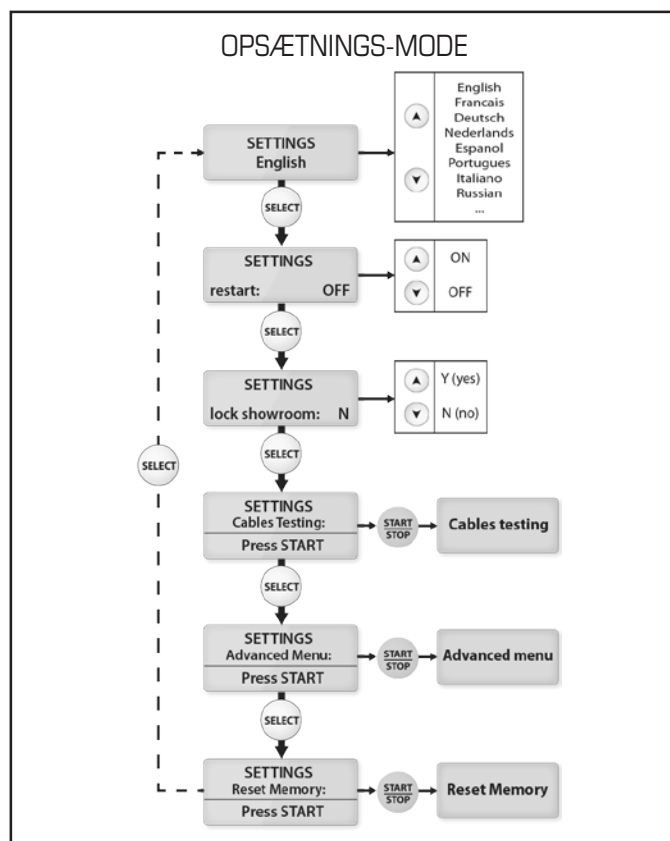 OPSÆTNINGS-MODE
SETTINGS
English
English
Francais
Deutsch
Nederlands
Espanol
Portugues
Italiano
Russian
...
SELECT
SETTINGS
restart: OFF
ON
OFF
SELECT
SETTINGS
lock showroom: N
Y (yes)
N (no)
SELECT
SELECT
SETTINGS
Cables Testing:
Press START
START
STOP
Cables testing
SELECT
SETTINGS
Advanced Menu:
Press START
START
STOP
Advanced menu
SELECT
SETTINGS
Reset Memory:
Press START
START
STOP
Reset Memory